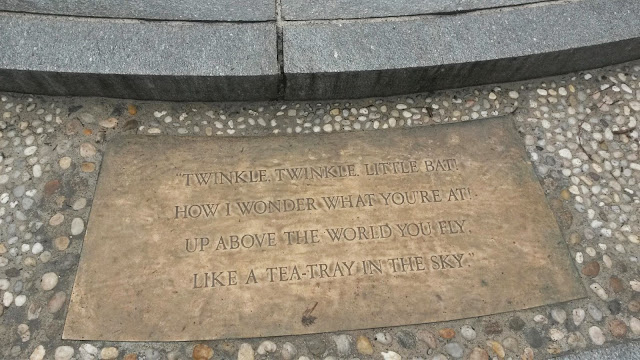 "TWINKLE, TWINKLE, LITTLE BAT!
HOW I WONDER WHAT YOU'RE AT!
UP ABOVE THE WORLD YOU FLY,
LIKE A TEA-TRAY IN THE SKY."